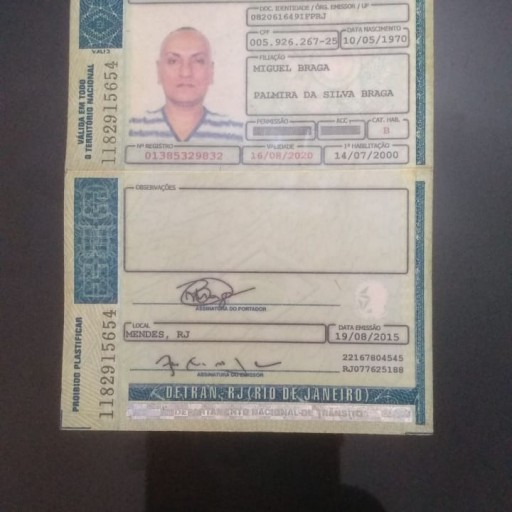 DOC. IDENTIDADE / ÓRG. EMISSOR / UF
0820616491FPRJ
CPF
005.926.267-25
DATA NASCIMENTO
10/05/1970
FILIAÇÃO
MIGUEL BRAGA
PALMIRA DA SILVA BRAGA
PERMISSÃO
ACC
CAT. HAB.
B
Nº REGISTRO
01385329832
VALIDADE
16/08/2020
1ª HABILITAÇÃO
14/07/2000
VÁLIDA EM TODO
O TERRITÓRIO NACIONAL
1182915654
OBSERVAÇÕES
ASSINATURA DO PORTADOR
LOCAL
MENDES, RJ
DATA EMISSÃO
19/08/2015
ASSINATURA DO EMISSOR
22167804545
RJ077625188
PROIBIDO PLASTIFICAR
1182915654
DETRAN, RJ (RIO DE JANEIRO)
DEPARTAMENTO NACIONAL DE TRÂNSITO